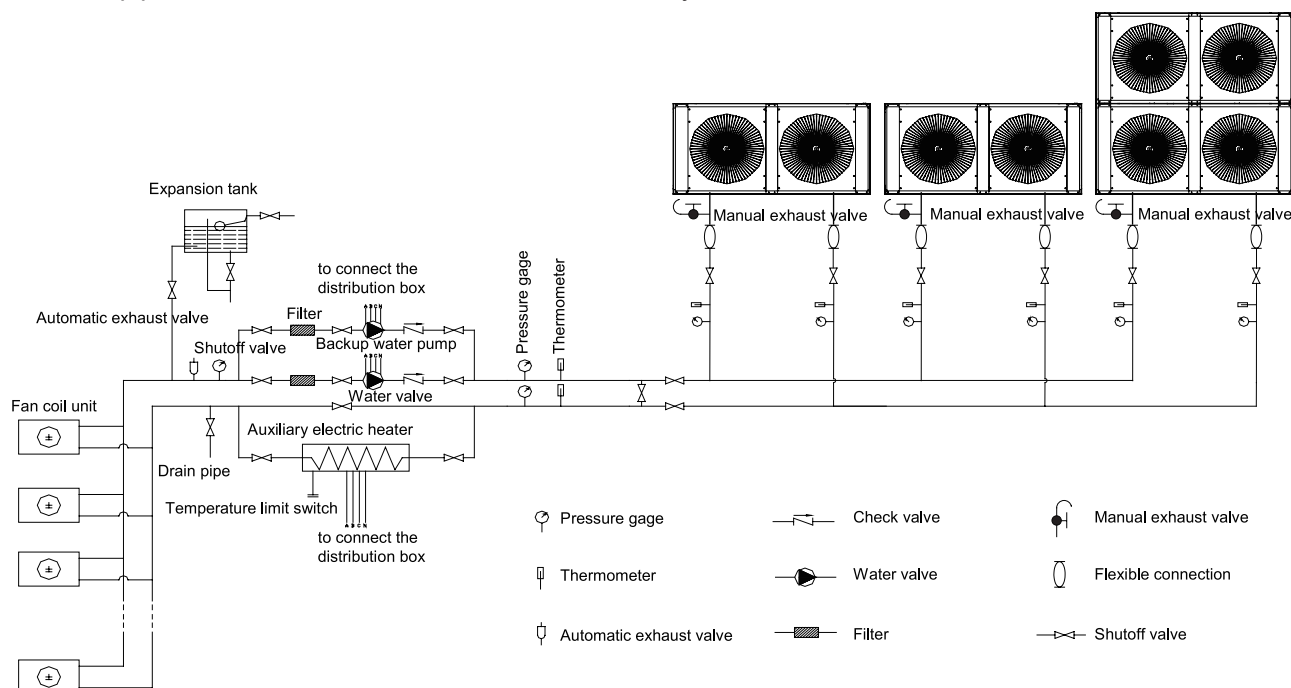 Manual exhaust valve
Manual exhaust valve
Manual exhaust valve
Expansion tank
to connect the
distribution box
A B C N
Filter
Automatic exhaust valve
Shutoff valve
Backup water pump
A B C N
Water valve
Pressure gage
Thermometer
Fan coil unit
Auxiliary electric heater
Drain pipe
Temperature limit switch
A B C N
to connect the
distribution box
Pressure gage
Check valve
Manual exhaust valve
Thermometer
Water valve
Flexible connection
Automatic exhaust valve
Filter
Shutoff valve